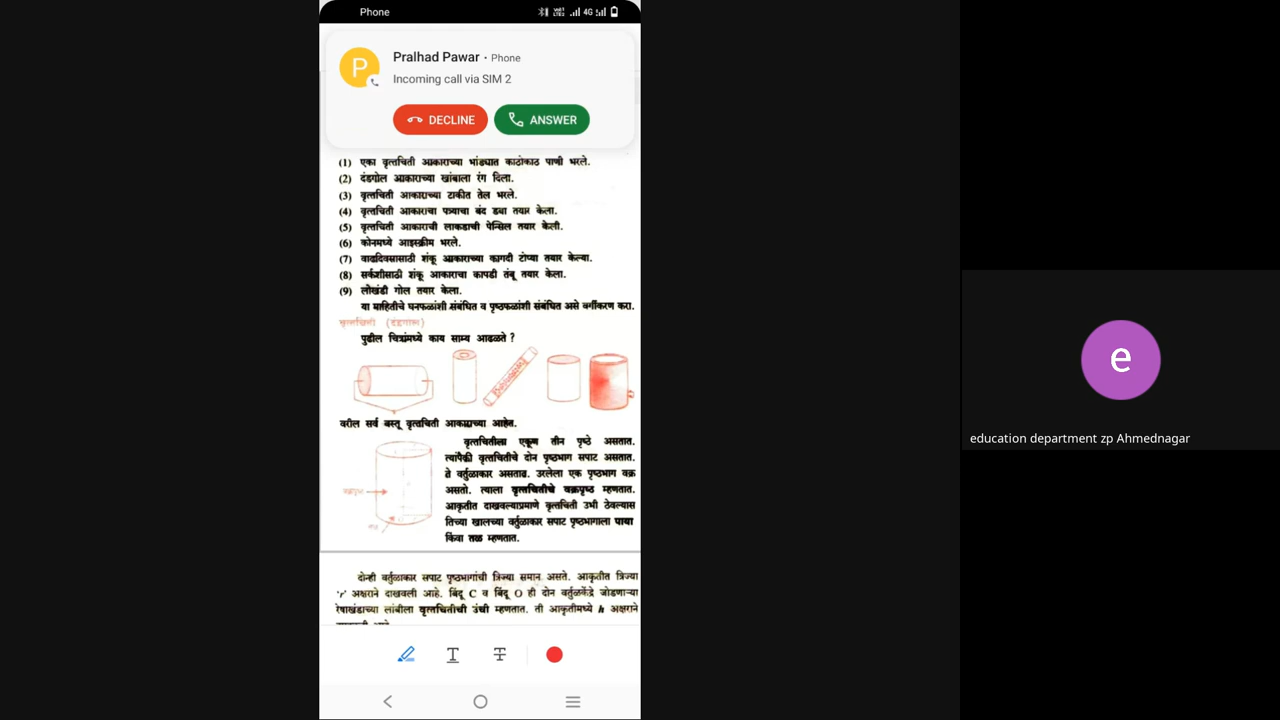 Phone
4G
P
Pralhad Pawar • Phone
Incoming call via SIM 2
DECLINE
ANSWER
(1) एका वृत्तचिती आकाराच्या भांड्यात काठोकाठ पाणी भरले.
(2) दंडगोल आकाराच्या खांबाला रंग दिला.
(3) वृत्तचिती आकाराच्या टाकीत तेल भरले.
(4) वृत्तचिती आकाराचा पत्र्याचा बंद डबा तयार केला.
(5) वृत्तचिती आकाराची लाकडाची पेन्सिल तयार केली.
(6) कोनमध्ये आइस्क्रीम भरले.
(7) वाढदिवसासाठी शंकू आकाराच्या कागदी टोप्या तयार केल्या.
(8) सर्कशीसाठी शंकू आकाराचा कापडी तंबू तयार केला.
(9) लोखंडी गोल तयार केला.
या माहितीचे घनफळांशी संबंधित व पृष्ठफळांशी संबंधित असे वर्गीकरण करा.
वृत्तचिती (दंडगोल)
पुढील चित्रांमध्ये काय साम्य आढळते ?
वरील सर्व वस्तू वृत्तचिती आकाराच्या आहेत.
वृत्तचितीला एकूण तीन पृष्ठे असतात.
त्यापैकी वृत्तचितीचे दोन पृष्ठभाग सपाट असतात.
ते वर्तुळाकार असतात. उरलेला एक पृष्ठभाग वक्र
असतो. त्याला वृत्तचितीचे वक्रपृष्ठ म्हणतात.
आकृतीत दाखवल्याप्रमाणे वृत्तचिती उभी ठेवल्यास
तिच्या खालच्या वर्तुळाकार सपाट पृष्ठभागाला पाया
किंवा तळ म्हणतात.
वक्रपृष्ठ
दोन्ही वर्तुळाकार सपाट पृष्ठभागांची त्रिज्या समान असते. आकृतीत त्रिज्या
'r' अक्षराने दाखवली आहे. बिंदू C व बिंदू O ही दोन वर्तुळकेंद्रे जोडणाऱ्या
रेषाखंडाच्या लांबीला वृत्तचितीची उंची म्हणतात. ती आकृतीमध्ये h अक्षराने
e
education department zp Ahmednagar